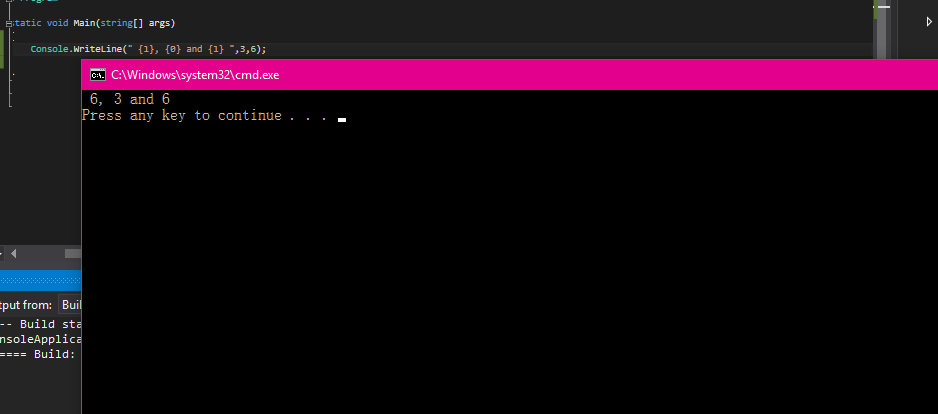 static void Main(string[] args)
Console.WriteLine(" {1}, {0} and {1} ",3,6);
C:\Windows\system32\cmd.exe
6, 3 and 6
Press any key to continue . . .
tput from: Buil
-- Build sta
nsoleApplica
==== Build: